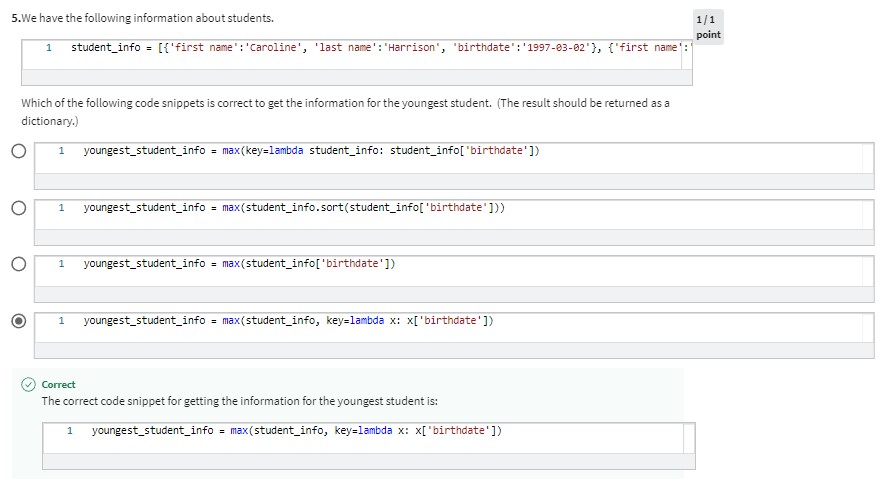 5.We have the following information about students.
1/1 point
1 student_info = [{'first name':'Caroline', 'last name':'Harrison', 'birthdate':'1997-03-02'}, {'first name':'
Which of the following code snippets is correct to get the information for the youngest student. (The result should be returned as a
dictionary.)
1 youngest_student_info = max(key=lambda student_info: student_info['birthdate'])
1 youngest_student_info = max(student_info.sort(student_info['birthdate']))
1 youngest_student_info = max(student_info['birthdate'])
1 youngest_student_info = max(student_info, key=lambda x: x['birthdate'])
Correct
The correct code snippet for getting the information for the youngest student is:
1 youngest_student_info = max(student_info, key=lambda x: x['birthdate'])